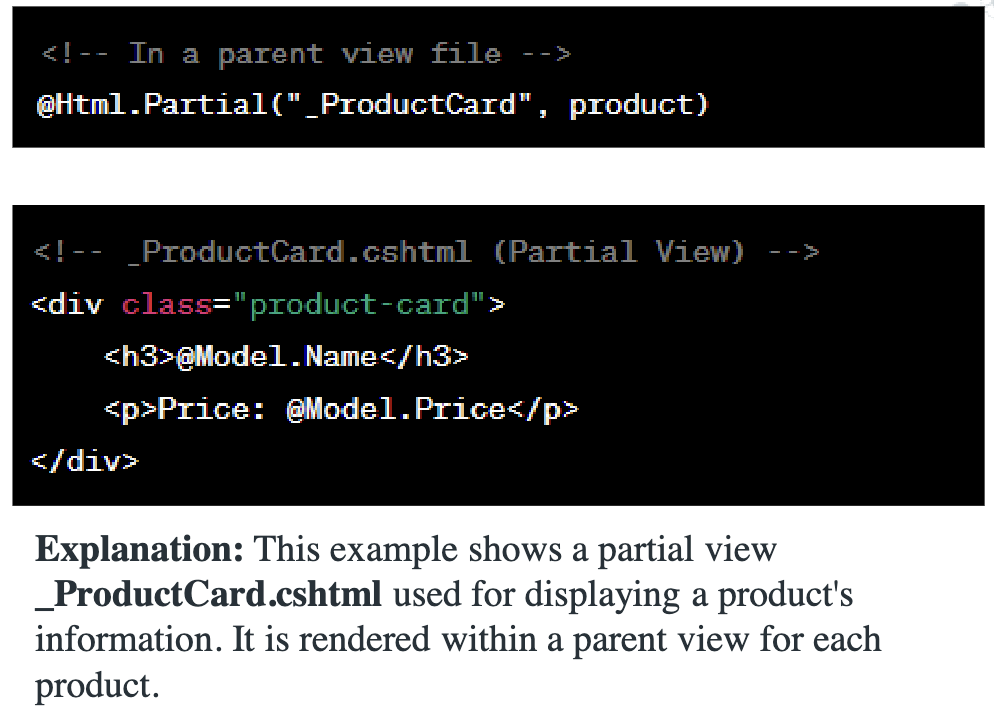 <!-- In a parent view file -->
@Html.Partial("_ProductCard", product)
<!-- _ProductCard.cshtml (Partial View) -->
<div class="product-card">
    <h3>@Model.Name</h3>
    <p>Price: @Model.Price</p>
</div>
Explanation: This example shows a partial view
_ProductCard.cshtml used for displaying a product's
information. It is rendered within a parent view for each
product.